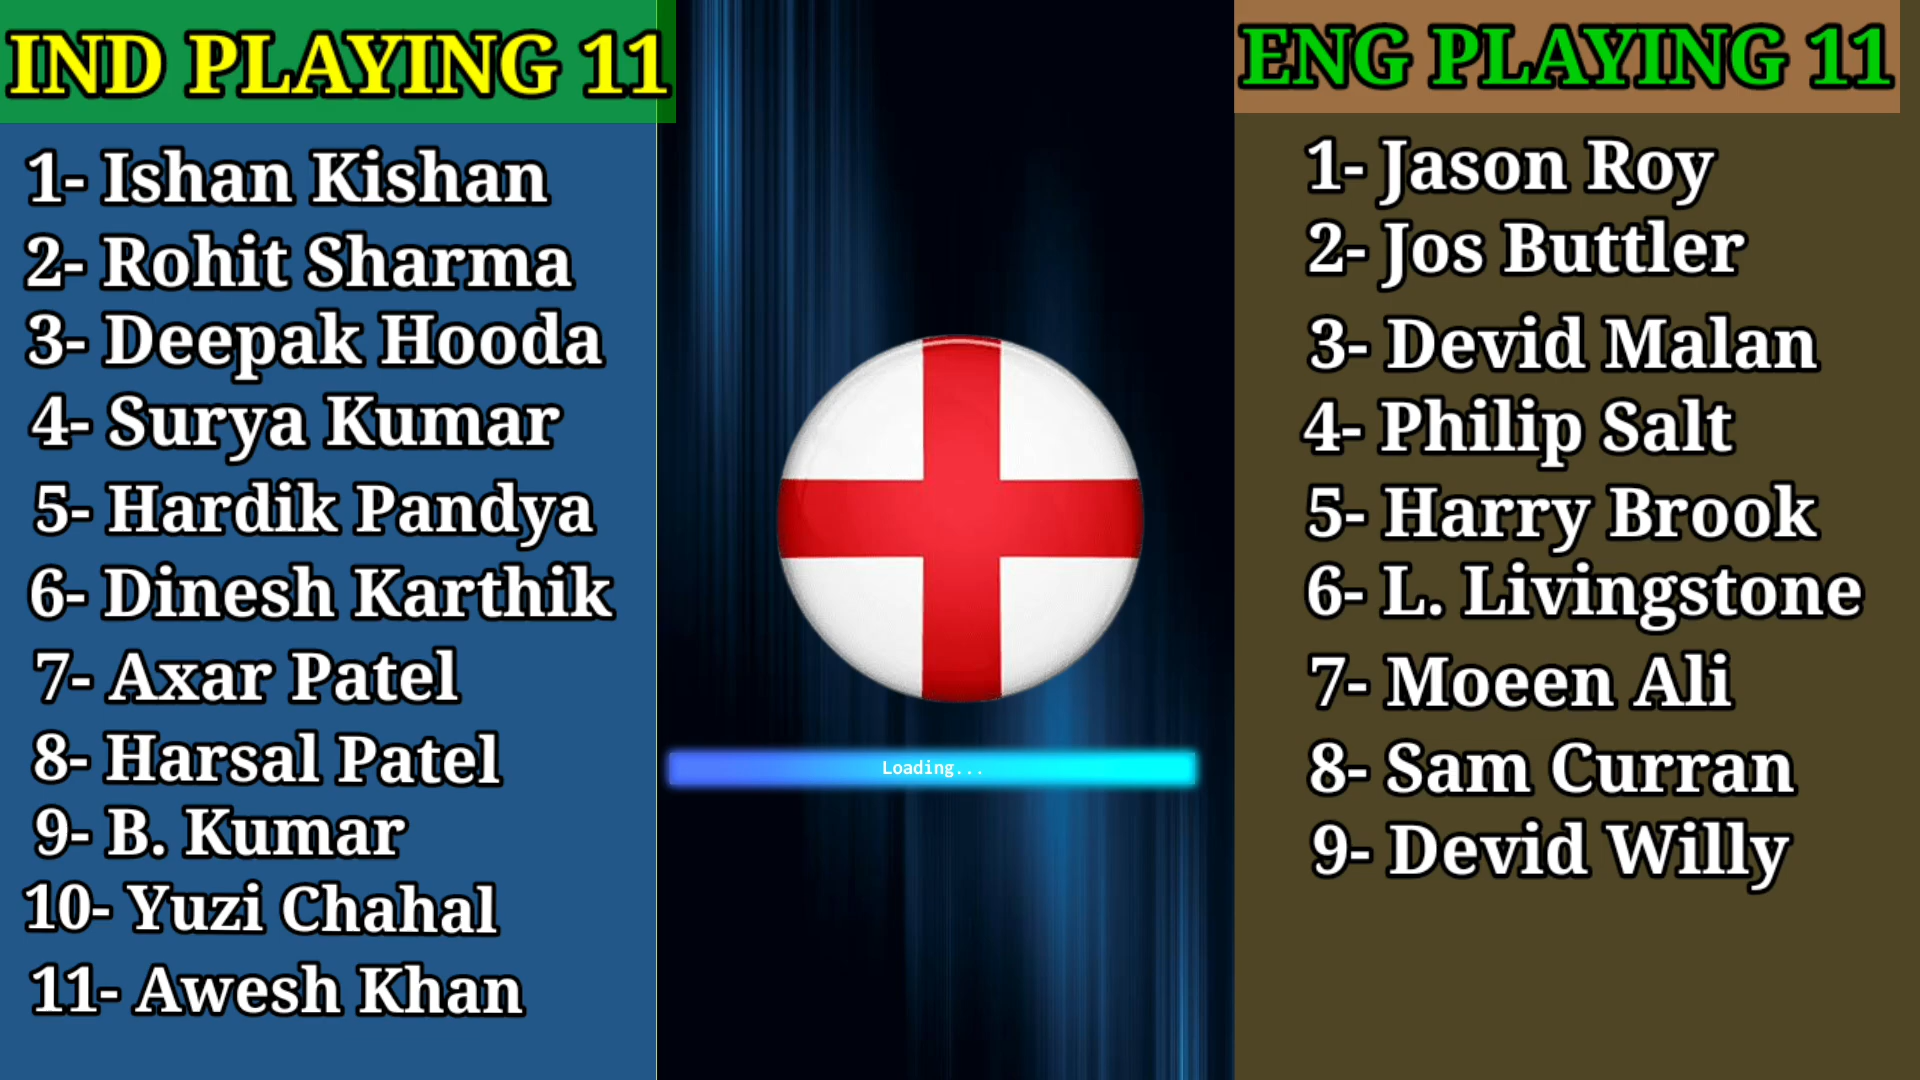 IND PLAYING 11
1- Ishan Kishan
2- Rohit Sharma
3- Deepak Hooda
4- Surya Kumar
5- Hardik Pandya
6- Dinesh Karthik
7- Axar Patel
8- Harsal Patel
9- B. Kumar
10- Yuzi Chahal
11- Awesh Khan
Loading...
ENG PLAYING 11
1- Jason Roy
2- Jos Buttler
3- Devid Malan
4- Philip Salt
5- Harry Brook
6- L. Livingstone
7- Moeen Ali
8- Sam Curran
9- Devid Willy